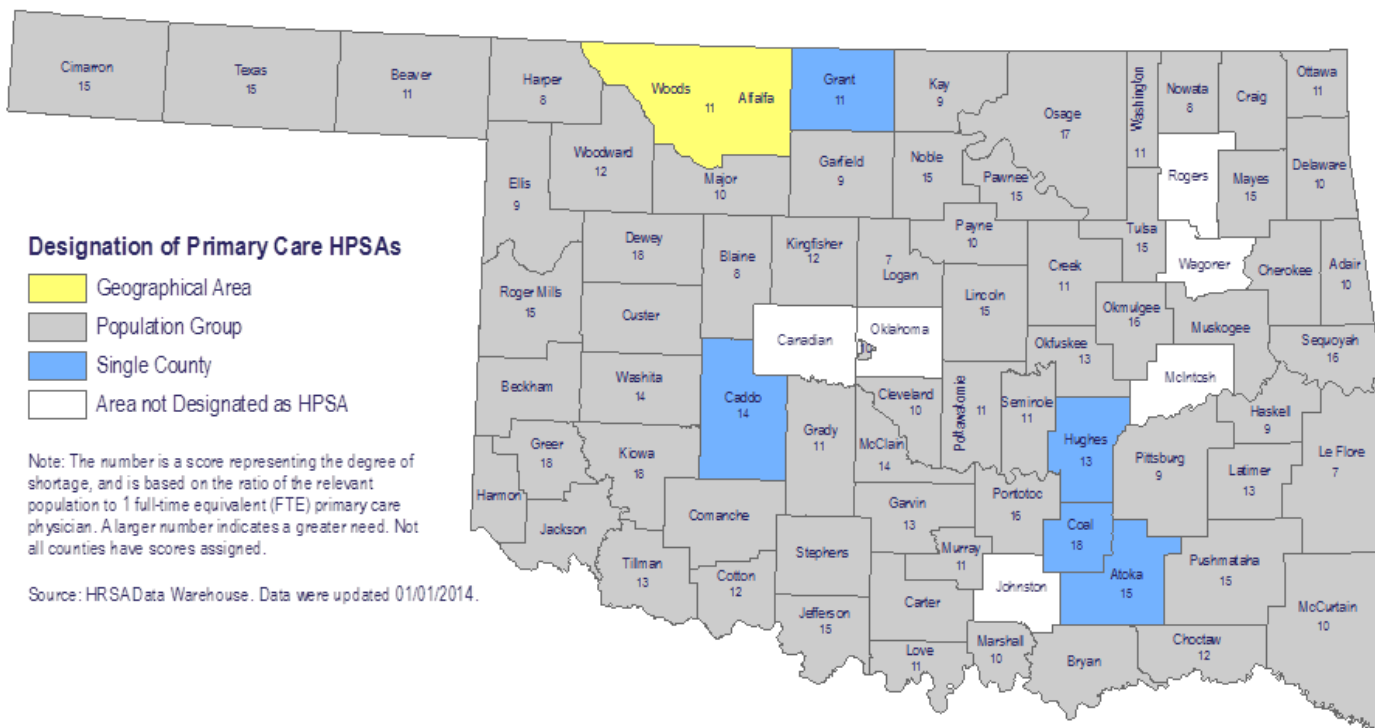 Cimarron
15
Texas
15
Beaver
11
Harper
8
Woods
11
Alfalfa
Grant
11
Kay
9
Osage
17
Washington
11
Nowata
8
Craig
Ottawa
11
Ellis
9
Woodward
12
Major
10
Garfield
9
Noble
15
Pawnee
15
Rogers
Mayes
15
Delaware
10
Dewey
18
Blaine
8
Kingfisher
12
7
Logan
Payne
10
Creek
11
Tulsa
15
Wagoner
Cherokee
Adair
10
Designation of Primary Care HPSAs
Geographical Area
Population Group
Single County
Area not Designated as HPSA
Roger Mills
15
Custer
Canadian
Oklahoma
Lincoln
15
Okmulgee
16
Muskogee
Okfuskee
13
Sequoyah
16
Beckham
Washita
14
Caddo
14
Grady
11
Cleveland
10
McClain
14
Pottawatomie
11
Seminole
11
Hughes
13
McIntosh
Haskell
9
Pittsburg
9
Latimer
13
Le Flore
7
Greer
18
Kiowa
18
Harmon
Jackson
Comanche
Garvin
13
Pontotoc
16
Coal
18
Tillman
13
Cotton
12
Stephens
Murray
11
Johnston
Atoka
15
Pushmataha
15
Jefferson
15
Carter
Love
11
Marshall
10
Bryan
Choctaw
12
McCurtain
10
Note: The number is a score representing the degree of
shortage, and is based on the ratio of the relevant
population to 1 full-time equivalent (FTE) primary care
physician. A larger number indicates a greater need. Not
all counties have scores assigned.
Source: HRSA Data Warehouse. Data were updated 01/01/2014.